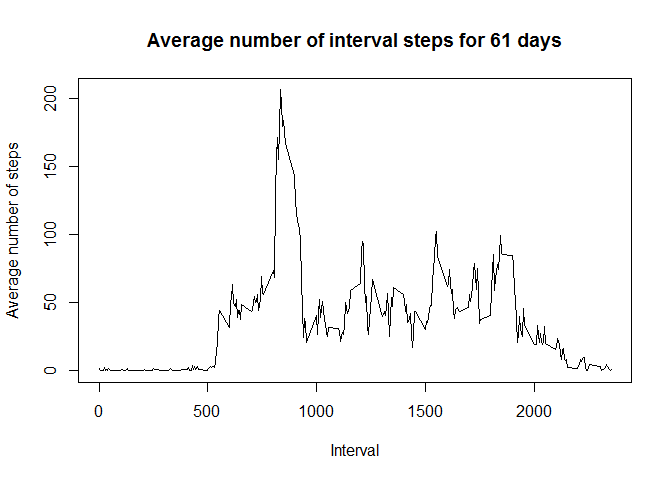 Average number of interval steps for 61 days
Average number of steps
200
150
100
50
0
0 500 1000 1500 2000
Interval